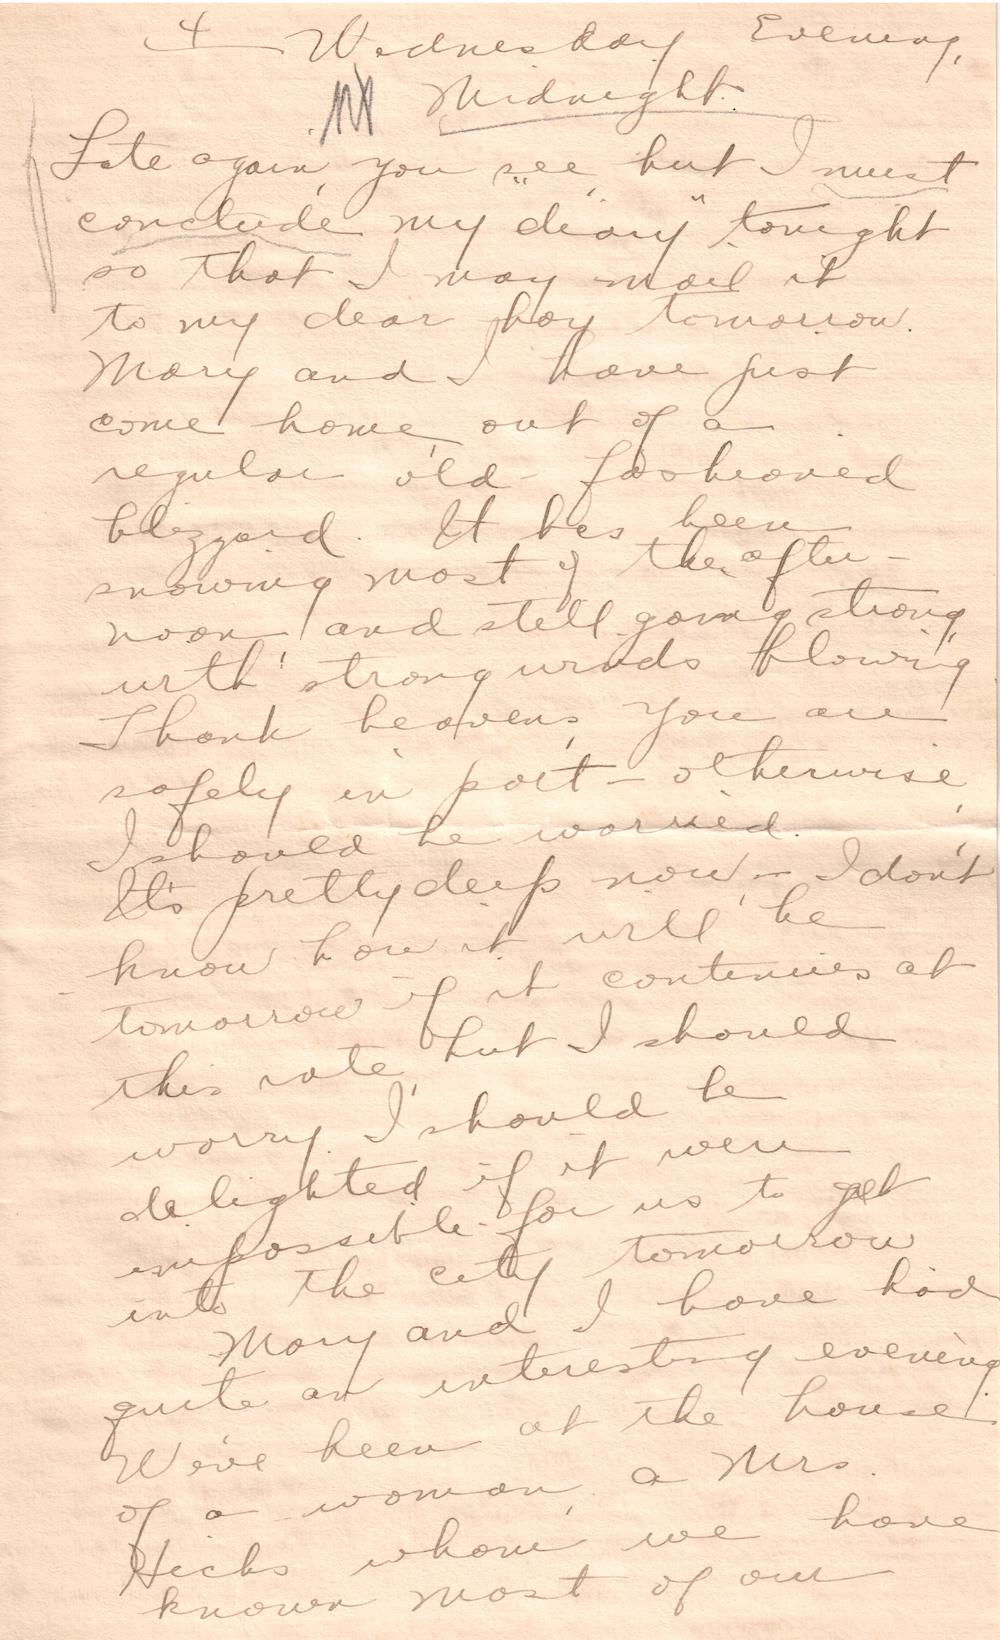 4 Wednesday Evening,
Midnight.
Late again, you see, but I must
conclude my "diary" tonight
so that I may mail it
to my dear boy tomorrow.
Mary and I have just
come home, out of a
regular old-fashioned
blizzard. It has been
snowing most of the after-
noon and still going strong,
with strong winds blowing
Thank heavens, you are
safely in port - otherwise,
I should be worried.
It's pretty deep now - I don't
know how it will be
tomorrow if it continues at
this rate, but I should
worry. I should be
delighted if it were
impossible for us to get
into the city tomorrow
Mary and I have had
quite an interesting evening.
We've been at the house
of a woman, a Mrs.
Hicks whom we have
known most of our